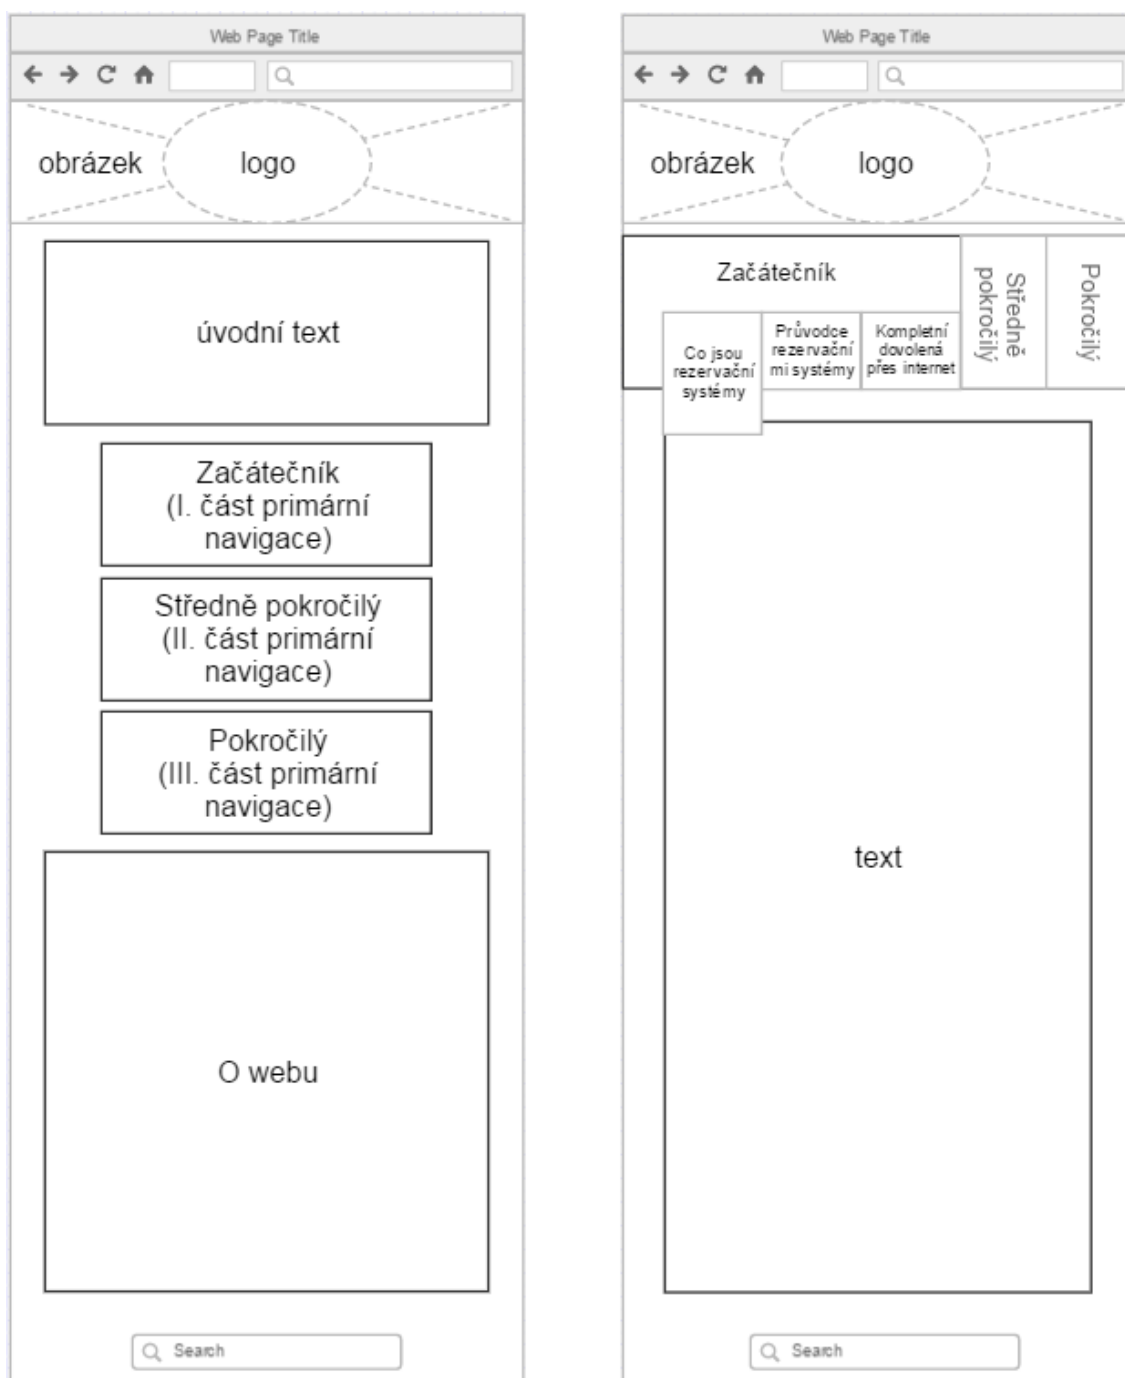 Web Page Title
obrázek
logo
úvodní text
Začátečník
(I. část primární
navigace)
Středně pokročilý
(II. část primární
navigace)
Pokročilý
(III. část primární
navigace)
O webu
Search
Web Page Title
obrázek
logo
Začátečník
Co jsou
rezervační
systémy
Průvodce
rezervační
mi systémy
Kompletní
dovolená
přes internet
Středně
pokročilý
Pokročilý
text
Search